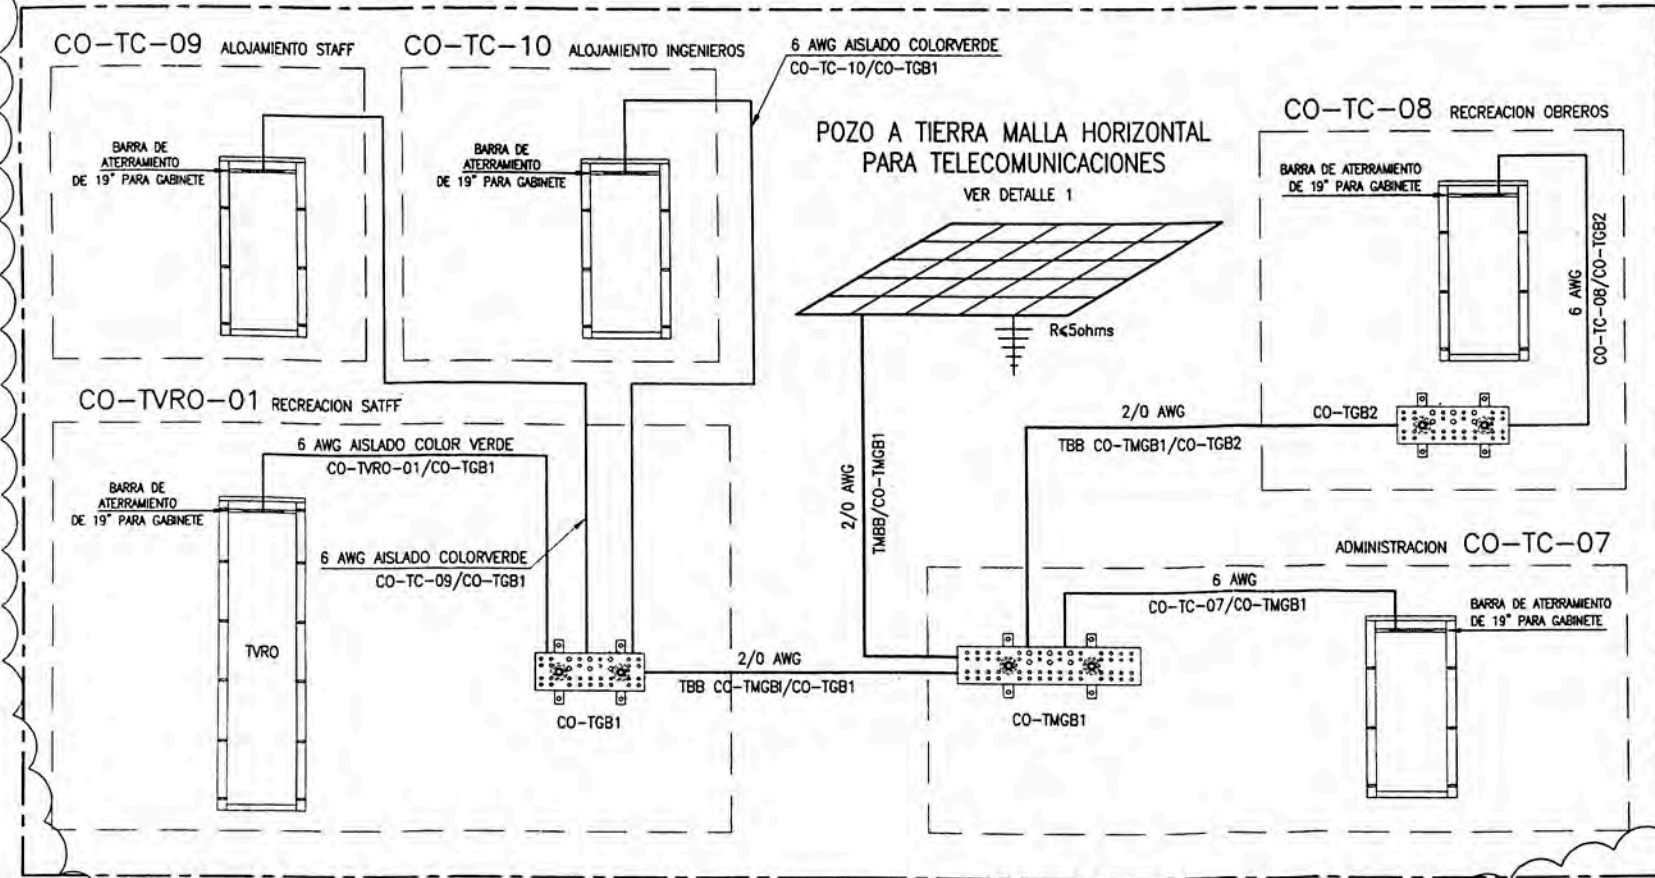 CO-TC-09 ALOJAMIENTO STAFF
BARRA DE
ATERRAMIENTO
DE 19" PARA GABINETE
CO-TC-10 ALOJAMIENTO INGENIEROS
BARRA DE
ATERRAMIENTO
DE 19" PARA GABINETE
6 AWG AISLADO COLORVERDE
CO-TC-10/CO-TGB1
POZO A TIERRA MALLA HORIZONTAL
PARA TELECOMUNICACIONES
VER DETALLE 1
R<5ohms
CO-TC-08 RECREACION OBREROS
BARRA DE ATERRAMIENTO
DE 19" PARA GABINETE
6 AWG
CO-TC-08/CO-TGB2
CO-TGB2
2/0 AWG
TBB CO-TMGB1/CO-TGB2
2/0 AWG
TMBB/CO-TMGB1
CO-TVRO-01 RECREACION SATFF
6 AWG AISLADO COLOR VERDE
CO-TVRO-01/CO-TGB1
BARRA DE
ATERRAMIENTO
DE 19" PARA GABINETE
6 AWG AISLADO COLORVERDE
CO-TC-09/CO-TGB1
TVRO
CO-TGB1
2/0 AWG
TBB CO-TMGBI/CO-TGB1
ADMINISTRACION CO-TC-07
6 AWG
CO-TC-07/CO-TMGB1
BARRA DE ATERRAMIENTO
DE 19" PARA GABINETE
CO-TMGB1